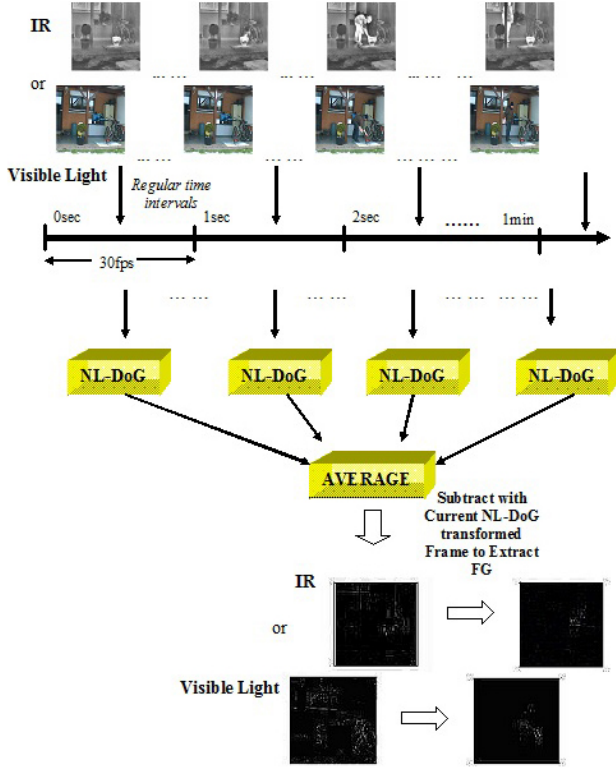 IR
or
... ... ... ... ... ...
Visible Light
... ... ... ... ... ...
Regular time
intervals
0sec
1sec
2sec
......
1min
30fps
... ... ... ... ... ...
NL-DoG
NL-DoG
NL-DoG
NL-DoG
AVERAGE
Subtract with
Current NL-DoG
transformed
Frame to Extract
FG
IR
or
Visible Light